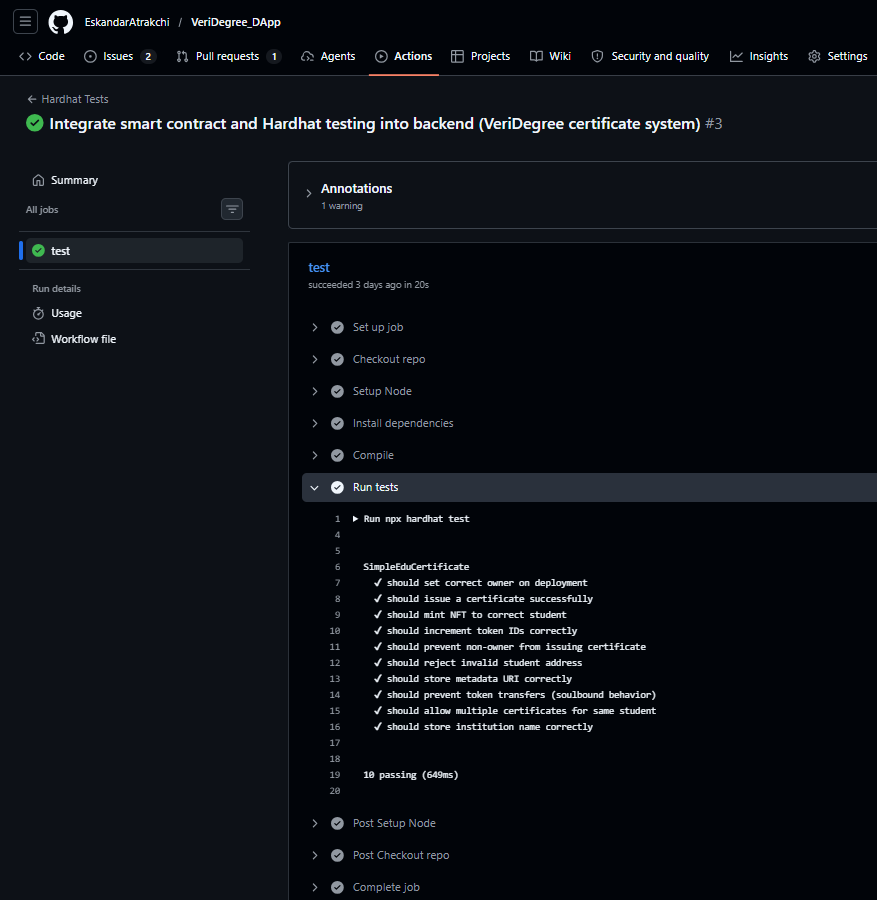 EskandarAtrakchi / VeriDegree_DApp
Code Issues 2 Pull requests 1 Agents Actions Projects Wiki Security and quality Insights Settings
← Hardhat Tests
Integrate smart contract and Hardhat testing into backend (VeriDegree certificate system) #3
Summary
All jobs
test
Run details
Usage
Workflow file
Annotations
1 warning
test
succeeded 3 days ago in 20s
Set up job
Checkout repo
Setup Node
Install dependencies
Compile
Run tests
1 ▶ Run npx hardhat test
4
5
6 SimpleEduCertificate
7 ✓ should set correct owner on deployment
8 ✓ should issue a certificate successfully
9 ✓ should mint NFT to correct student
10 ✓ should increment token IDs correctly
11 ✓ should prevent non-owner from issuing certificate
12 ✓ should reject invalid student address
13 ✓ should store metadata URI correctly
14 ✓ should prevent token transfers (soulbound behavior)
15 ✓ should allow multiple certificates for same student
16 ✓ should store institution name correctly
17
18
19 10 passing (649ms)
20
Post Setup Node
Post Checkout repo
Complete job